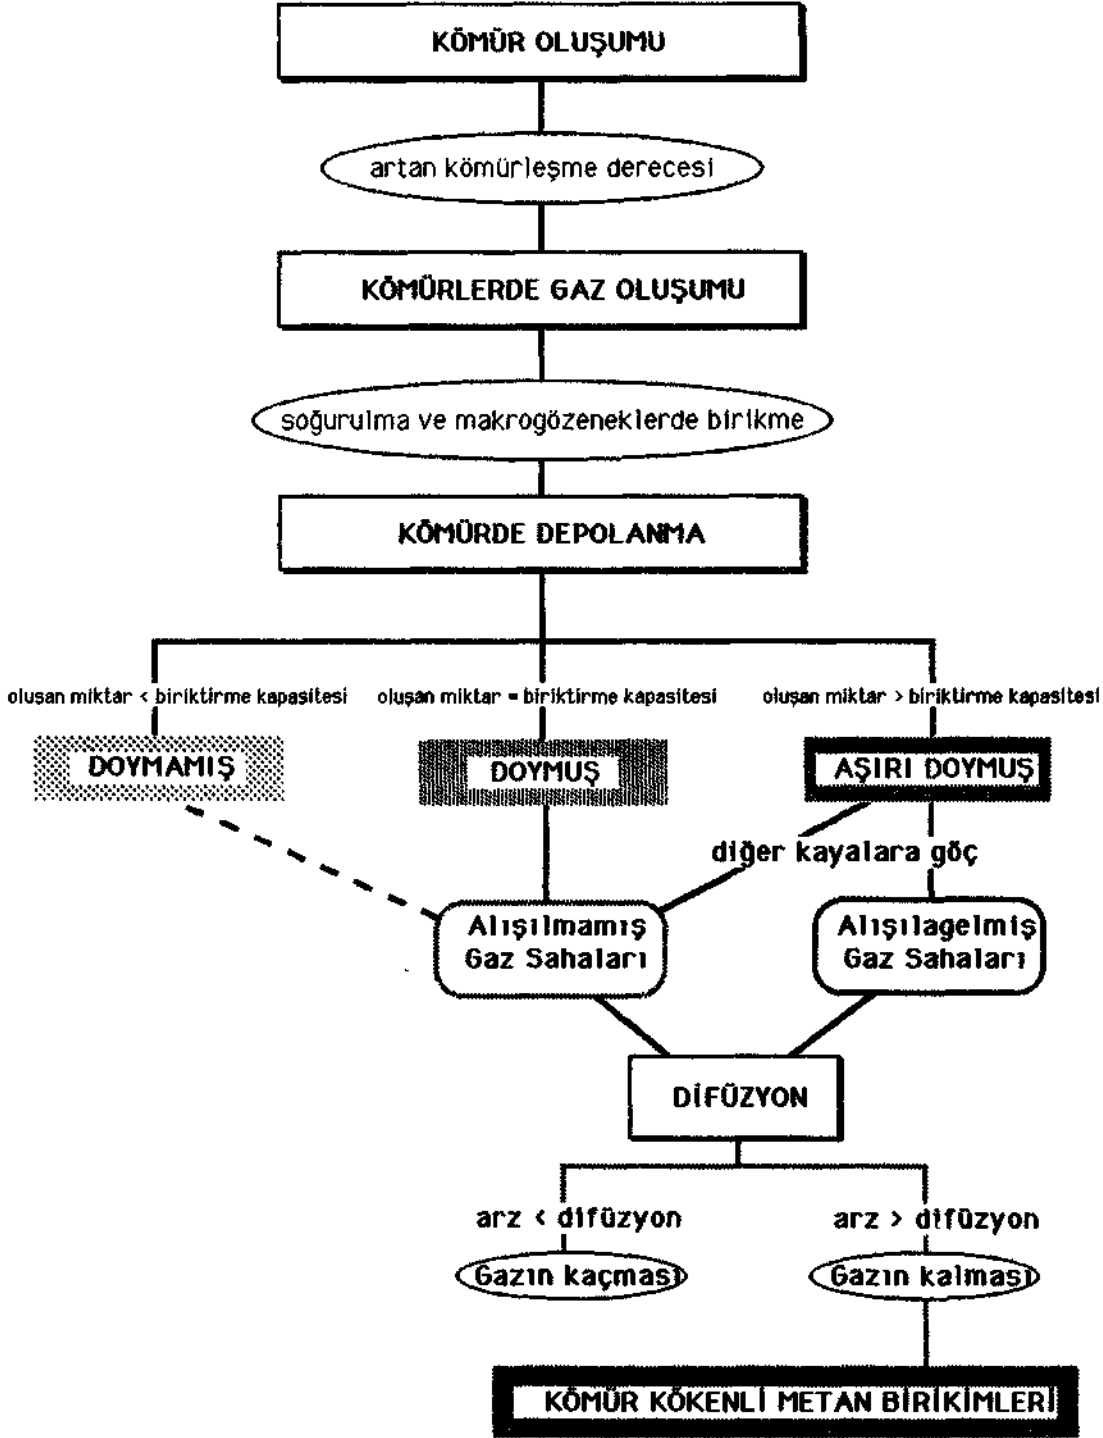 KÖMÜR OLUŞUMU
artan kömürleşme derecesi
KÖMÜRLERDE GAZ OLUŞUMU
soğurulma ve makrogözeneklerde birikme
KÖMÜRDE DEPOLANMA
oluşan miktar < biriktirme kapasitesi
oluşan miktar = biriktirme kapasitesi
oluşan miktar > biriktirme kapasitesi
DOYMAMIŞ
DOYMUŞ
AŞIRI DOYMUŞ
diğer kayalara göç
Alışılmamış
Gaz Sahaları
Alışılagelmiş
Gaz Sahaları
DİFÜZYON
arz < difüzyon
arz > difüzyon
Gazın kaçması
Gazın kalması
KÖMÜR KÖKENLİ METAN BİRİKİMLERİ